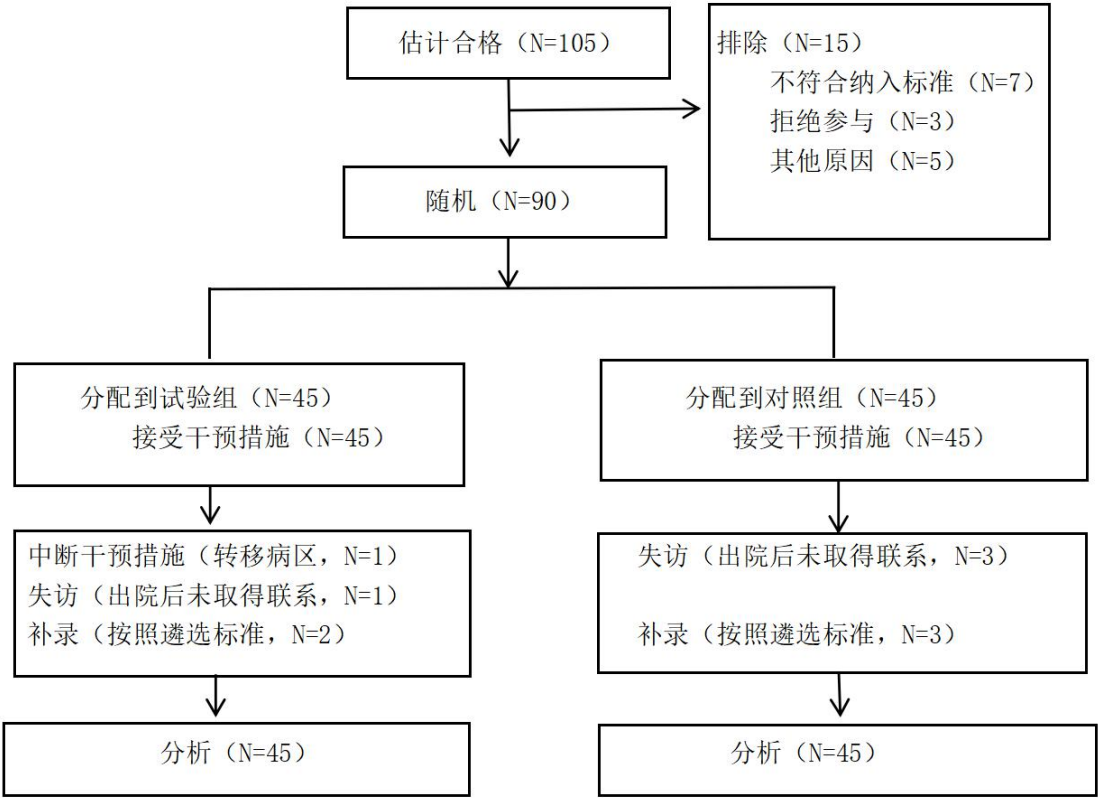 估计合格（N=105）
排除（N=15）
不符合纳入标准（N=7）
拒绝参与（N=3）
其他原因（N=5）
随机（N=90）
分配到试验组（N=45）
接受干预措施（N=45）
分配到对照组（N=45）
接受干预措施（N=45）
中断干预措施（转移病区，N=1）
失访（出院后未取得联系，N=1）
补录（按照遴选标准，N=2）
失访（出院后未取得联系，N=3）
补录（按照遴选标准，N=3）
分析（N=45）
分析（N=45）